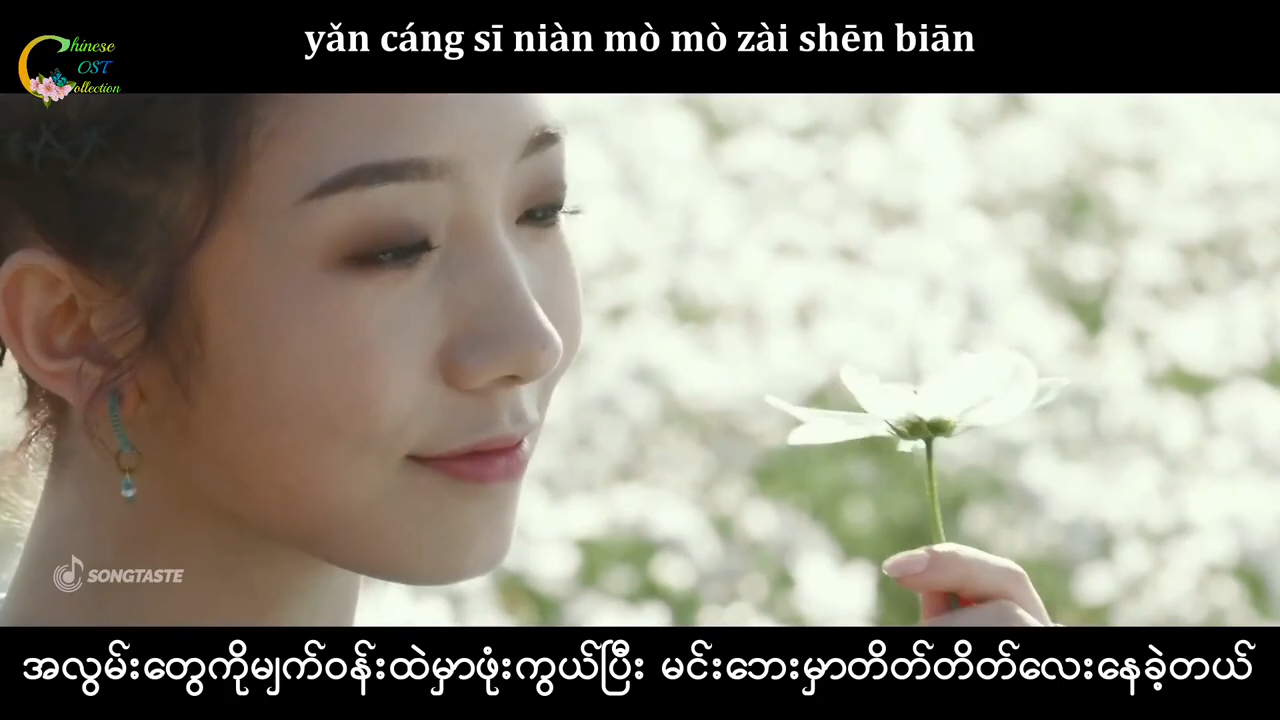 yǎn cáng sī niàn mò mò zài shēn biān
Chinese
OST
Collection
SONGTASTE
အလွမ်းတွေကိုမျက်ဝန်းထဲမှာဖုံးကွယ်ပြီး မင်းဘေးမှာတိတ်တိတ်လေးနေခဲ့တယ်